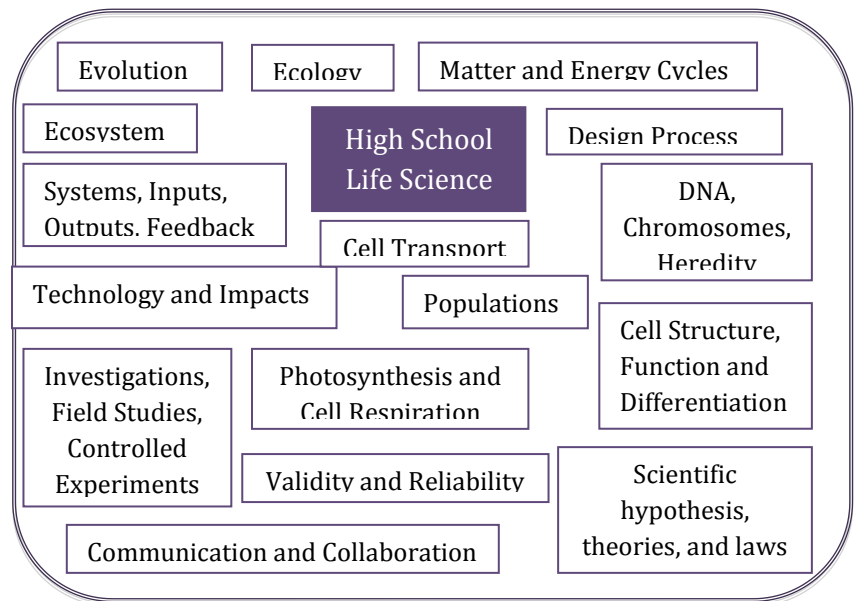 Evolution
Ecology
Matter and Energy Cycles
Ecosystem
High School
Life Science
Design Process
Systems, Inputs,
Outputs, Feedback
DNA,
Chromosomes,
Heredity
Cell Transport
Technology and Impacts
Populations
Cell Structure,
Function and
Differentiation
Investigations,
Field Studies,
Controlled
Experiments
Photosynthesis and
Cell Respiration
Validity and Reliability
Scientific
hypothesis,
theories, and laws
Communication and Collaboration